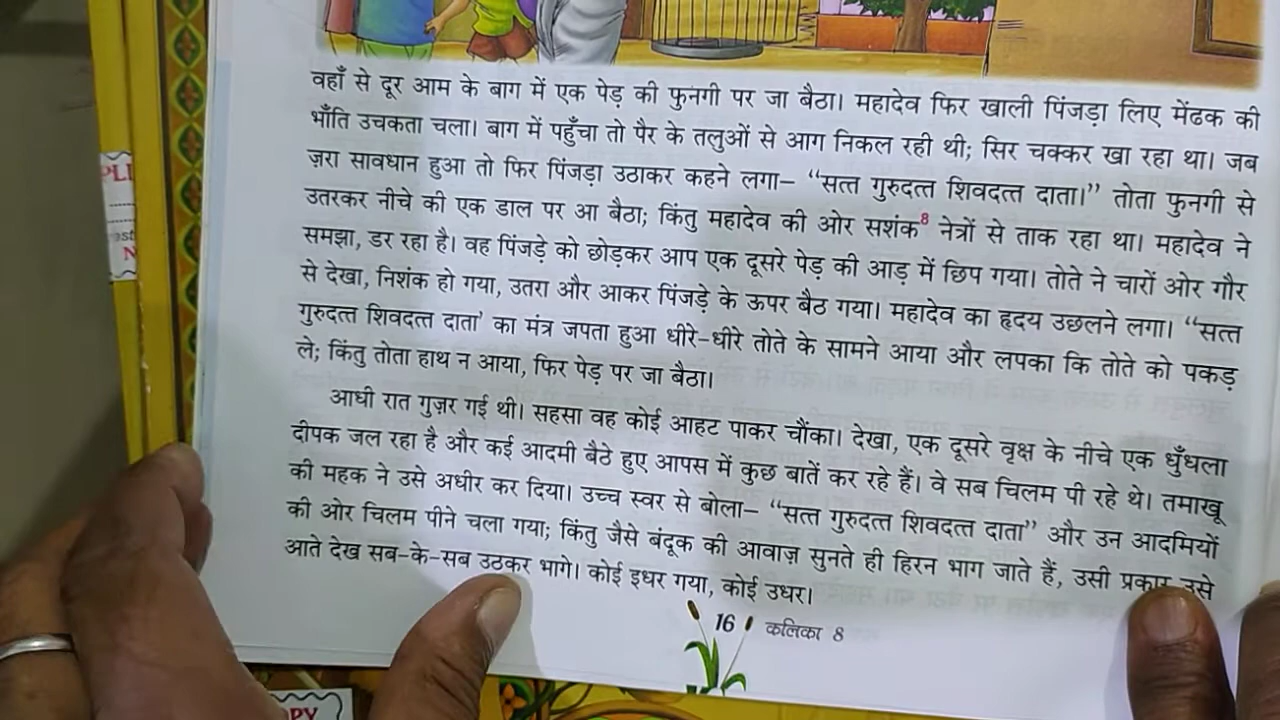 वहाँ से दूर आम के बाग में एक पेड़ की फुनगी पर जा बैठा। महादेव फिर खाली पिंजड़ा लिए मेंढक की
भाँति उचकता चला। बाग में पहुँचा तो पैर के तलुओं से आग निकल रही थी; सिर चक्कर खा रहा था। जब
ज़रा सावधान हुआ तो फिर पिंजड़ा उठाकर कहने लगा– “सत्त गुरुदत्त शिवदत्त दाता।” तोता फुनगी से
उतरकर नीचे की एक डाल पर आ बैठा; किंतु महादेव की ओर सशंक8 नेत्रों से ताक रहा था। महादेव ने
समझा, डर रहा है। वह पिंजड़े को छोड़कर आप एक दूसरे पेड़ की आड़ में छिप गया। तोते ने चारों ओर गौर
से देखा, निशंक हो गया, उतरा और आकर पिंजड़े के ऊपर बैठ गया। महादेव का हृदय उछलने लगा। “सत्त
गुरुदत्त शिवदत्त दाता’ का मंत्र जपता हुआ धीरे-धीरे तोते के सामने आया और लपका कि तोते को पकड़
ले; किंतु तोता हाथ न आया, फिर पेड़ पर जा बैठा।
आधी रात गुज़र गई थी। सहसा वह कोई आहट पाकर चौंका। देखा, एक दूसरे वृक्ष के नीचे एक धुँधला
दीपक जल रहा है और कई आदमी बैठे हुए आपस में कुछ बातें कर रहे हैं। वे सब चिलम पी रहे थे। तमाखू
की महक ने उसे अधीर कर दिया। उच्च स्वर से बोला– “सत्त गुरुदत्त शिवदत्त दाता” और उन आदमियों
की ओर चिलम पीने चला गया; किंतु जैसे बंदूक की आवाज़ सुनते ही हिरन भाग जाते हैं, उसी प्रकार उसे
आते देख सब-के-सब उठकर भागे। कोई इधर गया, कोई उधर।
16 कलिका 8
PLI
N
OPY